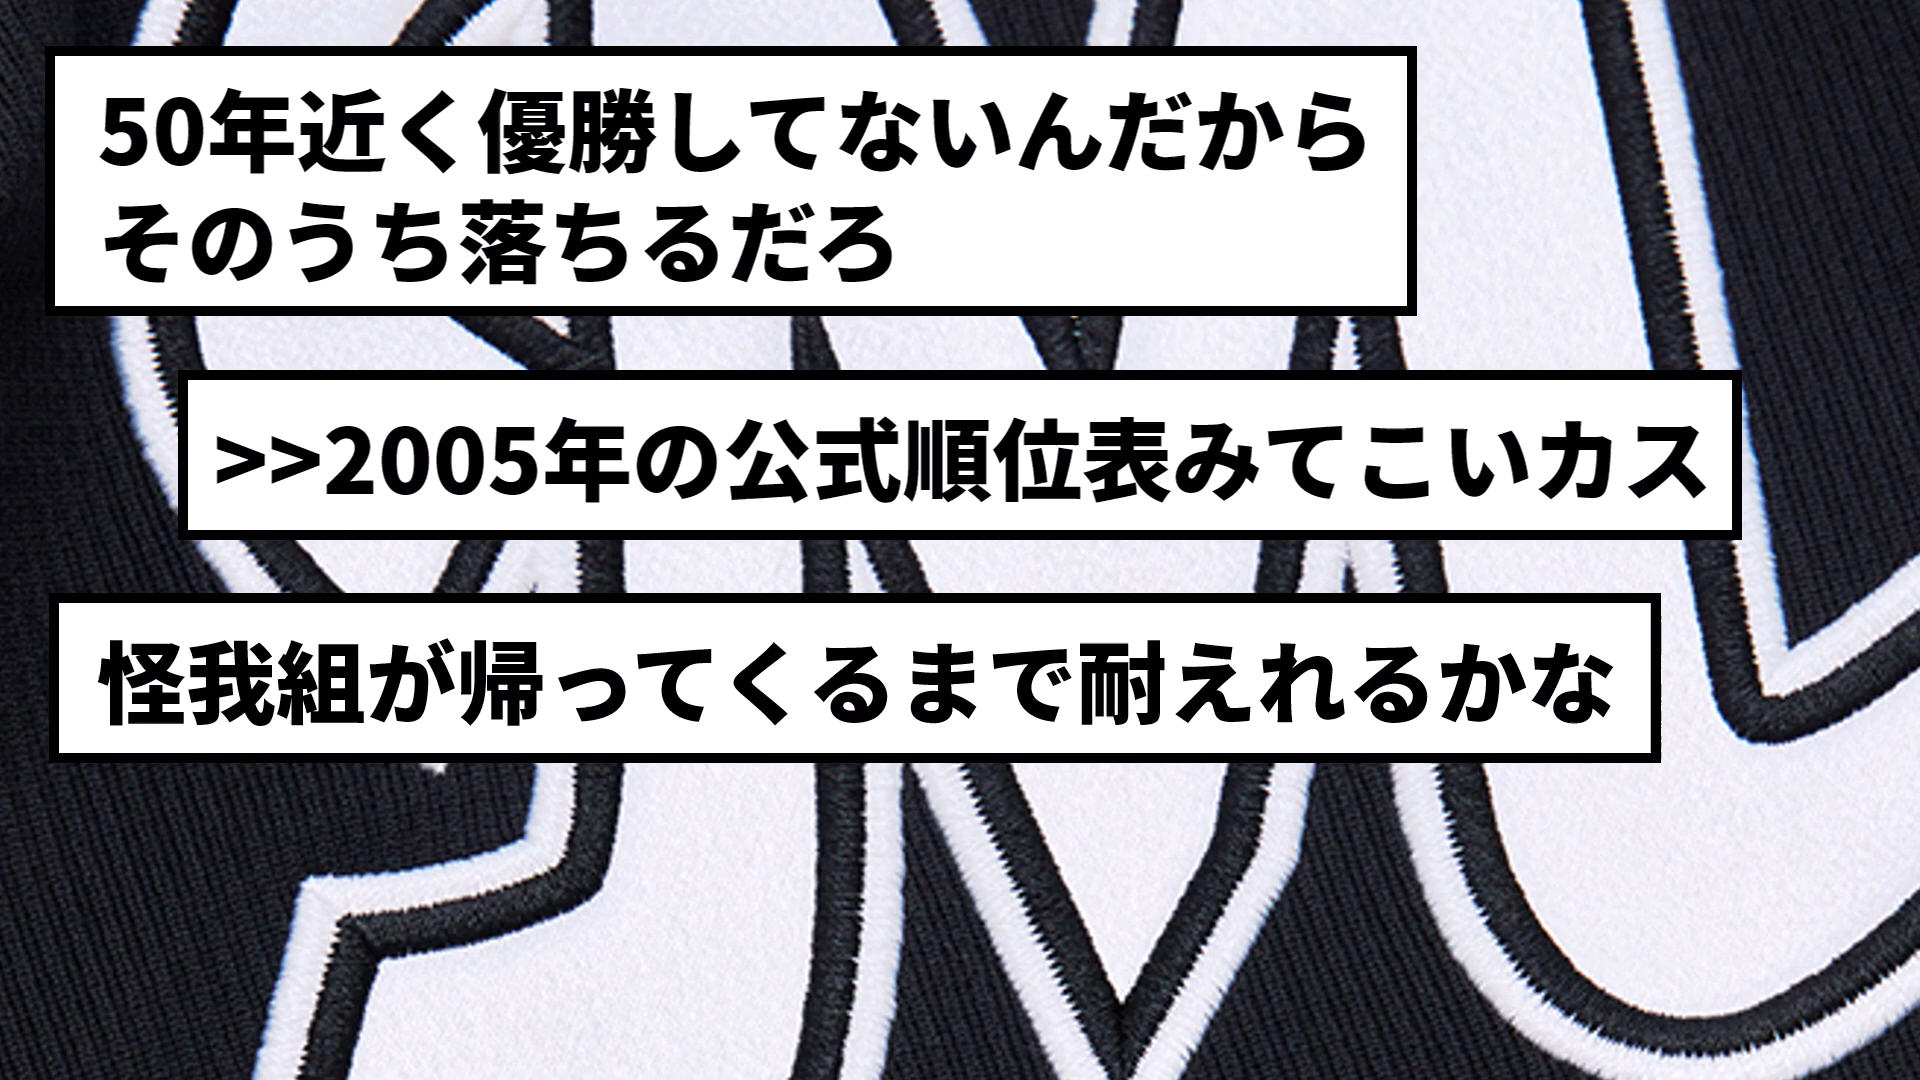 50年近く優勝してないんだから
そのうち落ちるだろ
>>2005年の公式順位表みてこいカス
怪我組が帰ってくるまで耐えれるかな